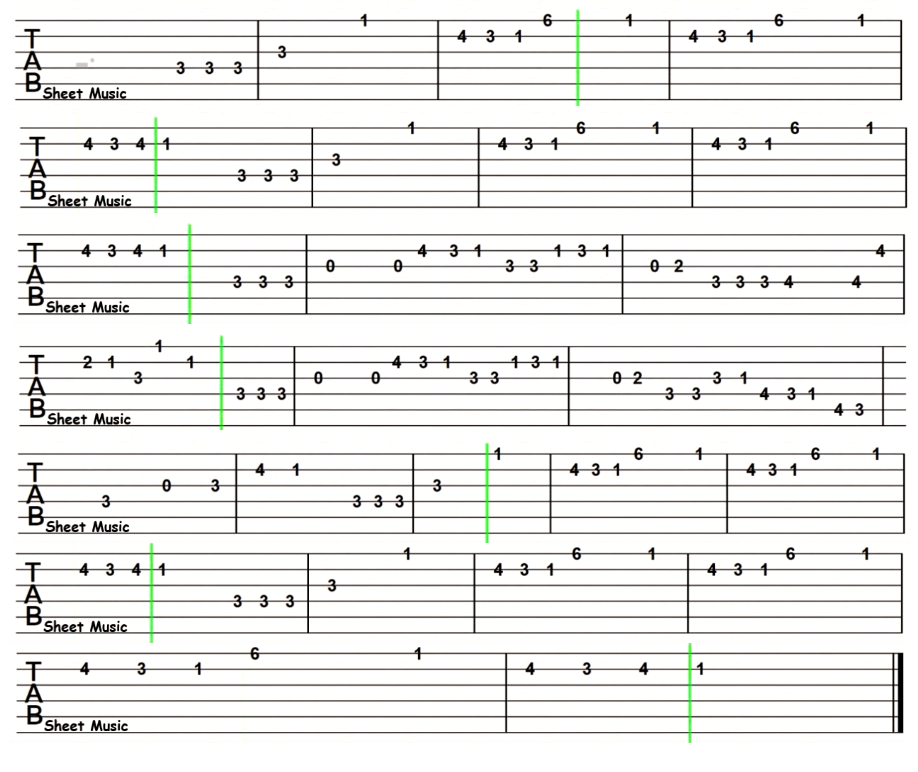 1 6 1 6 1
T 4 3 1 4 3 1
3
A 3 3 3
B Sheet Music
1 6 1 6 1
T 4 3 4 1 4 3 1 4 3 1
3
A 3 3 3
B Sheet Music
T 4 3 4 1 4 3 1 1 3 1 4
0 0 3 3 0 2
A 3 3 3 3 3 3 4 4
B Sheet Music
1
T 2 1 1 4 3 1 1 3 1
3 0 0 3 3 0 2 3 1
A 3 3 3 3 3 4 3 1
B 4 3
Sheet Music
1 6 1 6 1
T 4 1 4 3 1 4 3 1
0 3 3
A 3 3 3 3
B Sheet Music
1 6 1 6 1
T 4 3 4 1 4 3 1 4 3 1
3
A 3 3 3
B Sheet Music
6 1
T 4 3 1 4 3 4 1
A
B Sheet Music